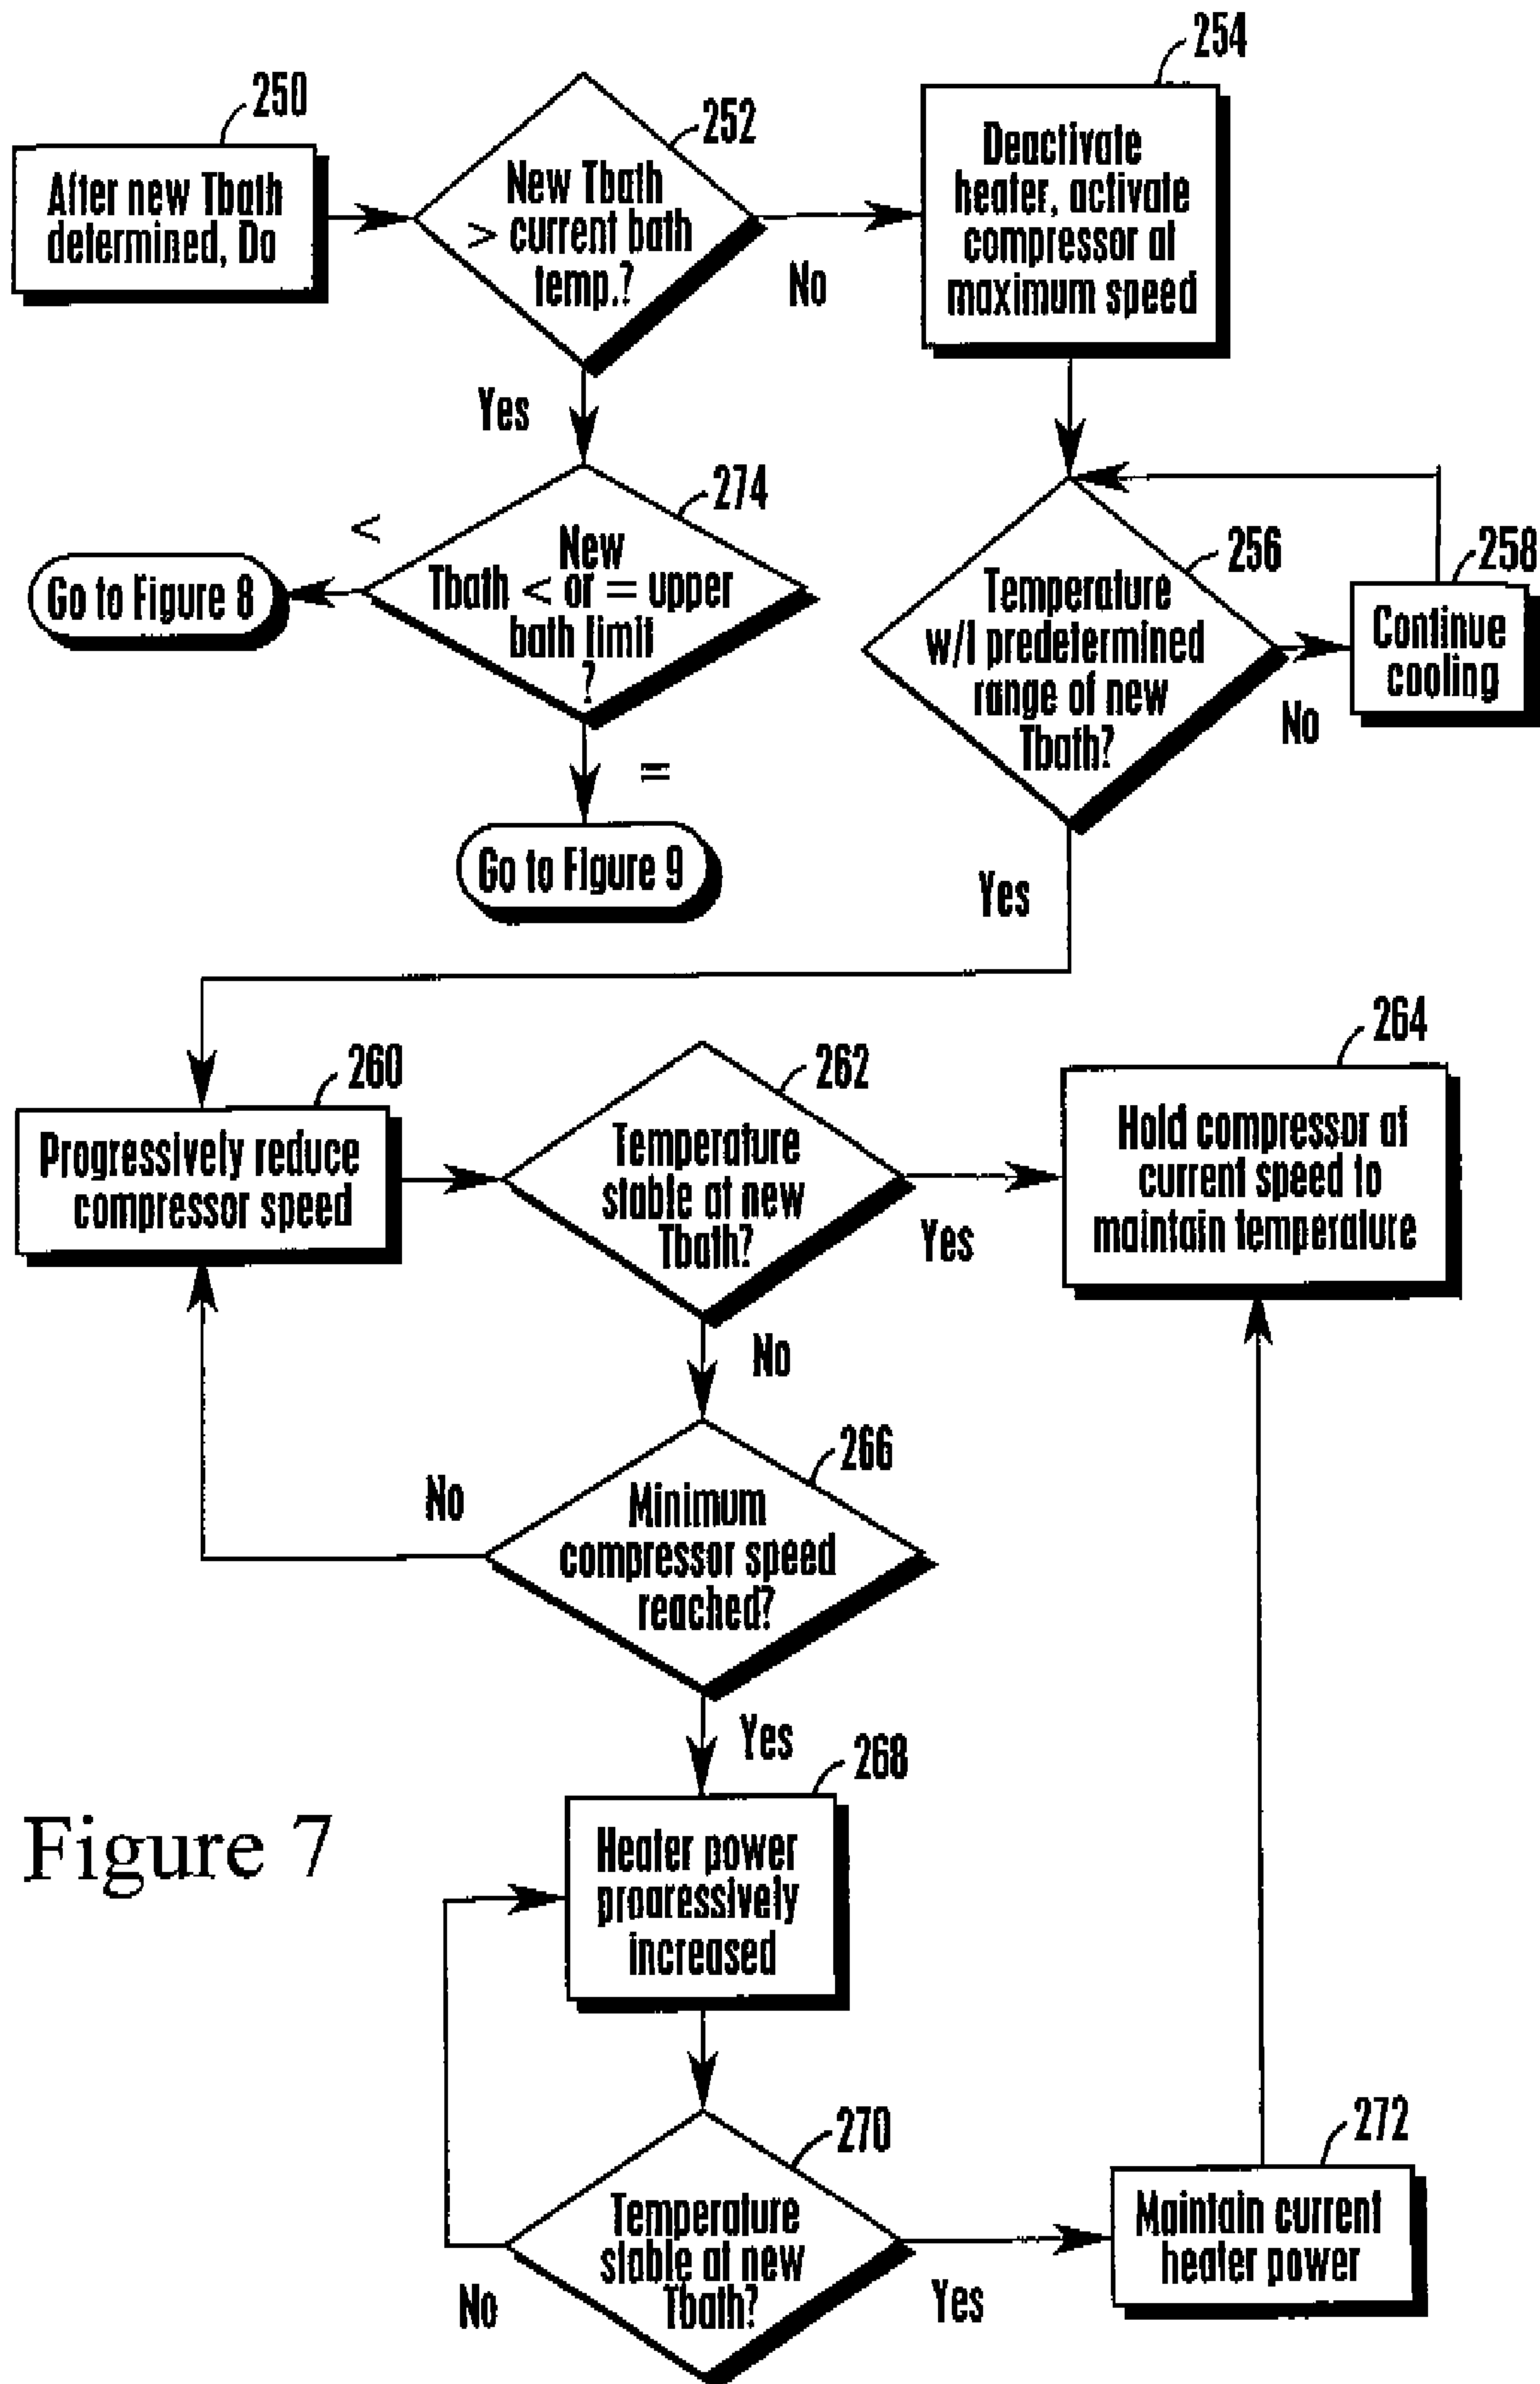 250
After new Tbath
determined, Do
252
New Tbath
> current bath
temp.?
No
Yes
254
Deactivate
heater, activate
compressor at
maximum speed
274
New
Tbath < or = upper
bath limit
?
<
Go to Figure 8
=
Go to Figure 9
256
Temperature
w/i predetermined
range of new
Tbath?
No
258
Continue
cooling
Yes
260
Progressively reduce
compressor speed
262
Temperature
stable at new
Tbath?
Yes
264
Hold compressor at
current speed to
maintain temperature
No
266
Minimum
compressor speed
reached?
No
Yes
268
Heater power
progressively
increased
Figure 7
270
Temperature
stable at new
Tbath?
No
Yes
272
Maintain current
heater power